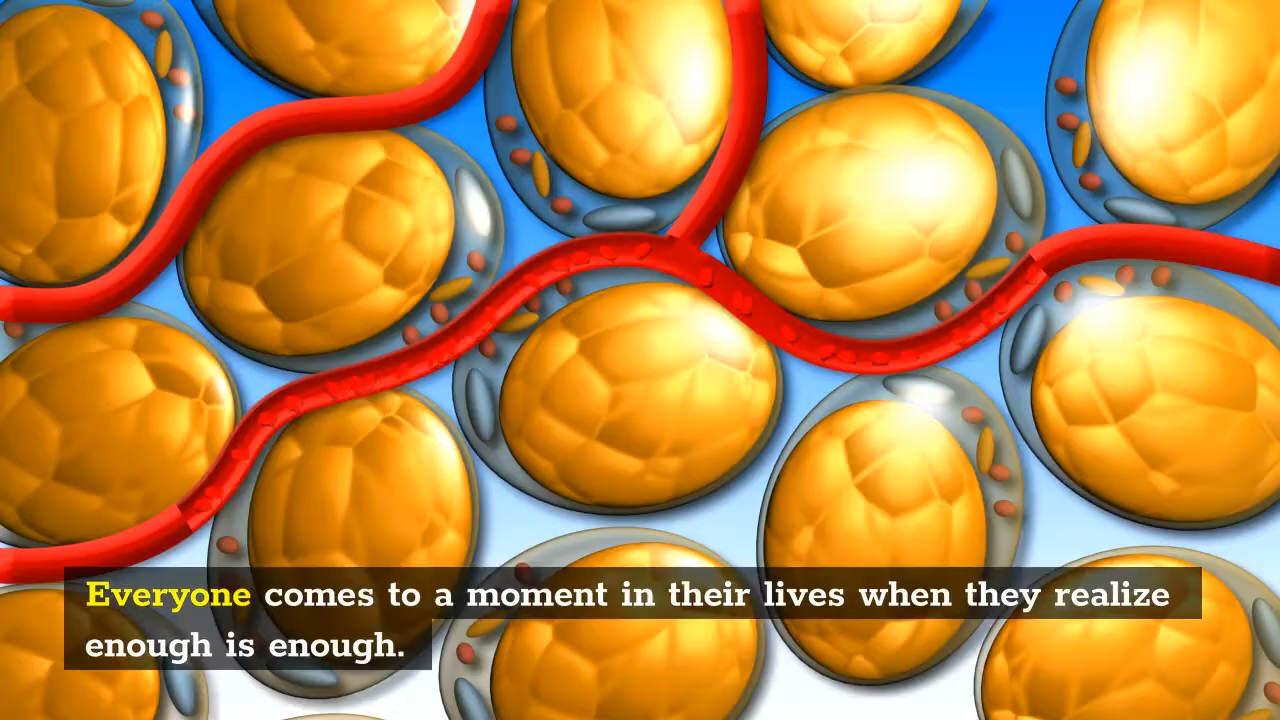 Everyone comes to a moment in their lives when they realize
enough is enough.